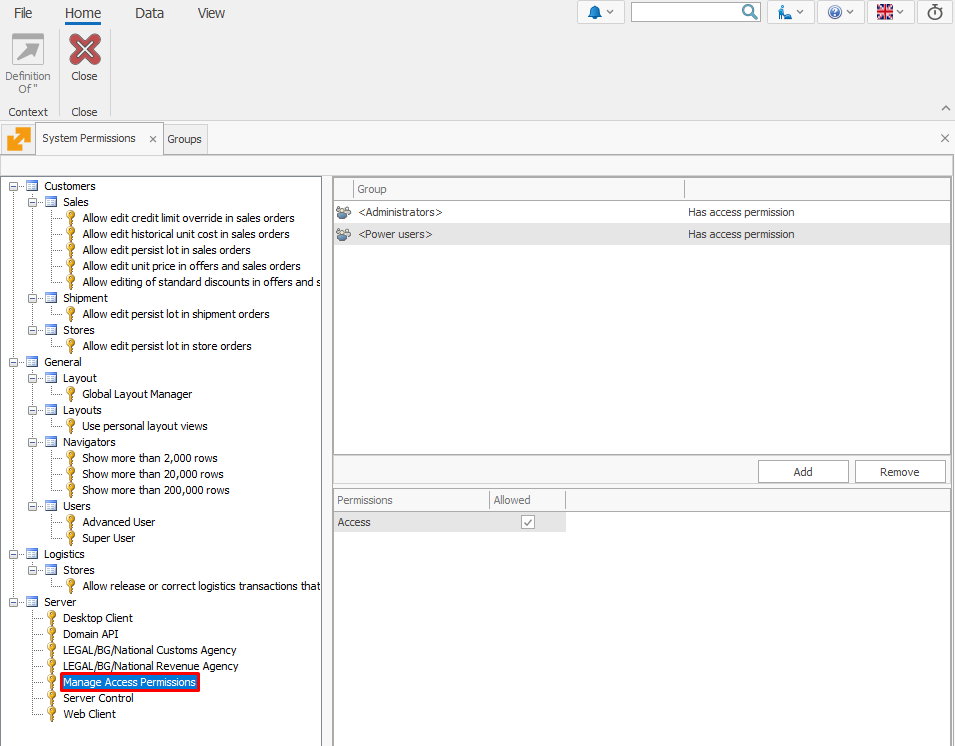 File Home Data View
Definition
Of "
Close
Context Close
System Permissions × Groups
Customers
Sales
Allow edit credit limit override in sales orders
Allow edit historical unit cost in sales orders
Allow edit persist lot in sales orders
Allow edit unit price in offers and sales orders
Allow editing of standard discounts in offers and s
Shipment
Allow edit persist lot in shipment orders
Stores
Allow edit persist lot in store orders
General
Layout
Global Layout Manager
Layouts
Use personal layout views
Navigators
Show more than 2,000 rows
Show more than 20,000 rows
Show more than 200,000 rows
Users
Advanced User
Super User
Logistics
Stores
Allow release or correct logistics transactions that
Server
Desktop Client
Domain API
LEGAL/BG/National Customs Agency
LEGAL/BG/National Revenue Agency
Manage Access Permissions
Server Control
Web Client
Group
<Administrators> Has access permission
<Power users> Has access permission
Add Remove
Permissions Allowed
Access